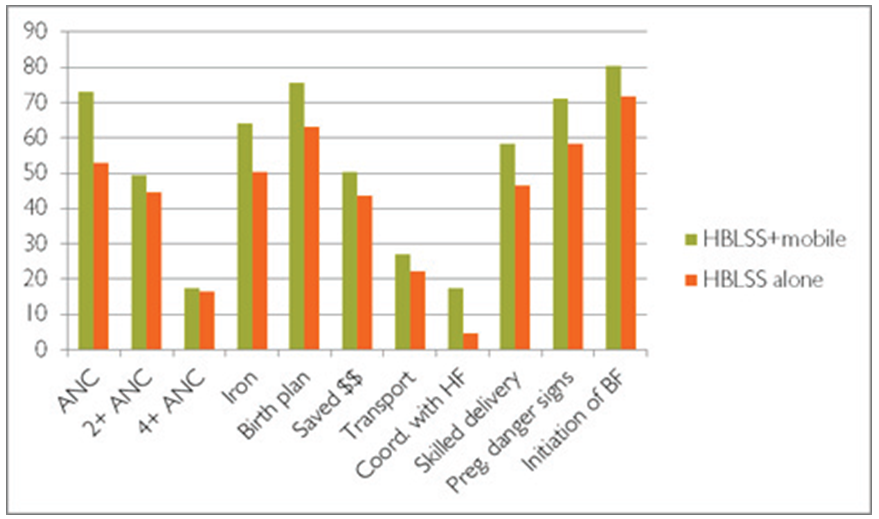 90
80
70
60
50
40
30
20
10
0
ANC
2+ ANC
4+ ANC
Iron
Birth plan
Saved $$
Transport
Coord. with HF
Skilled delivery
Preg. danger signs
Initiation of BF
HBLSS+mobile
HBLSS alone